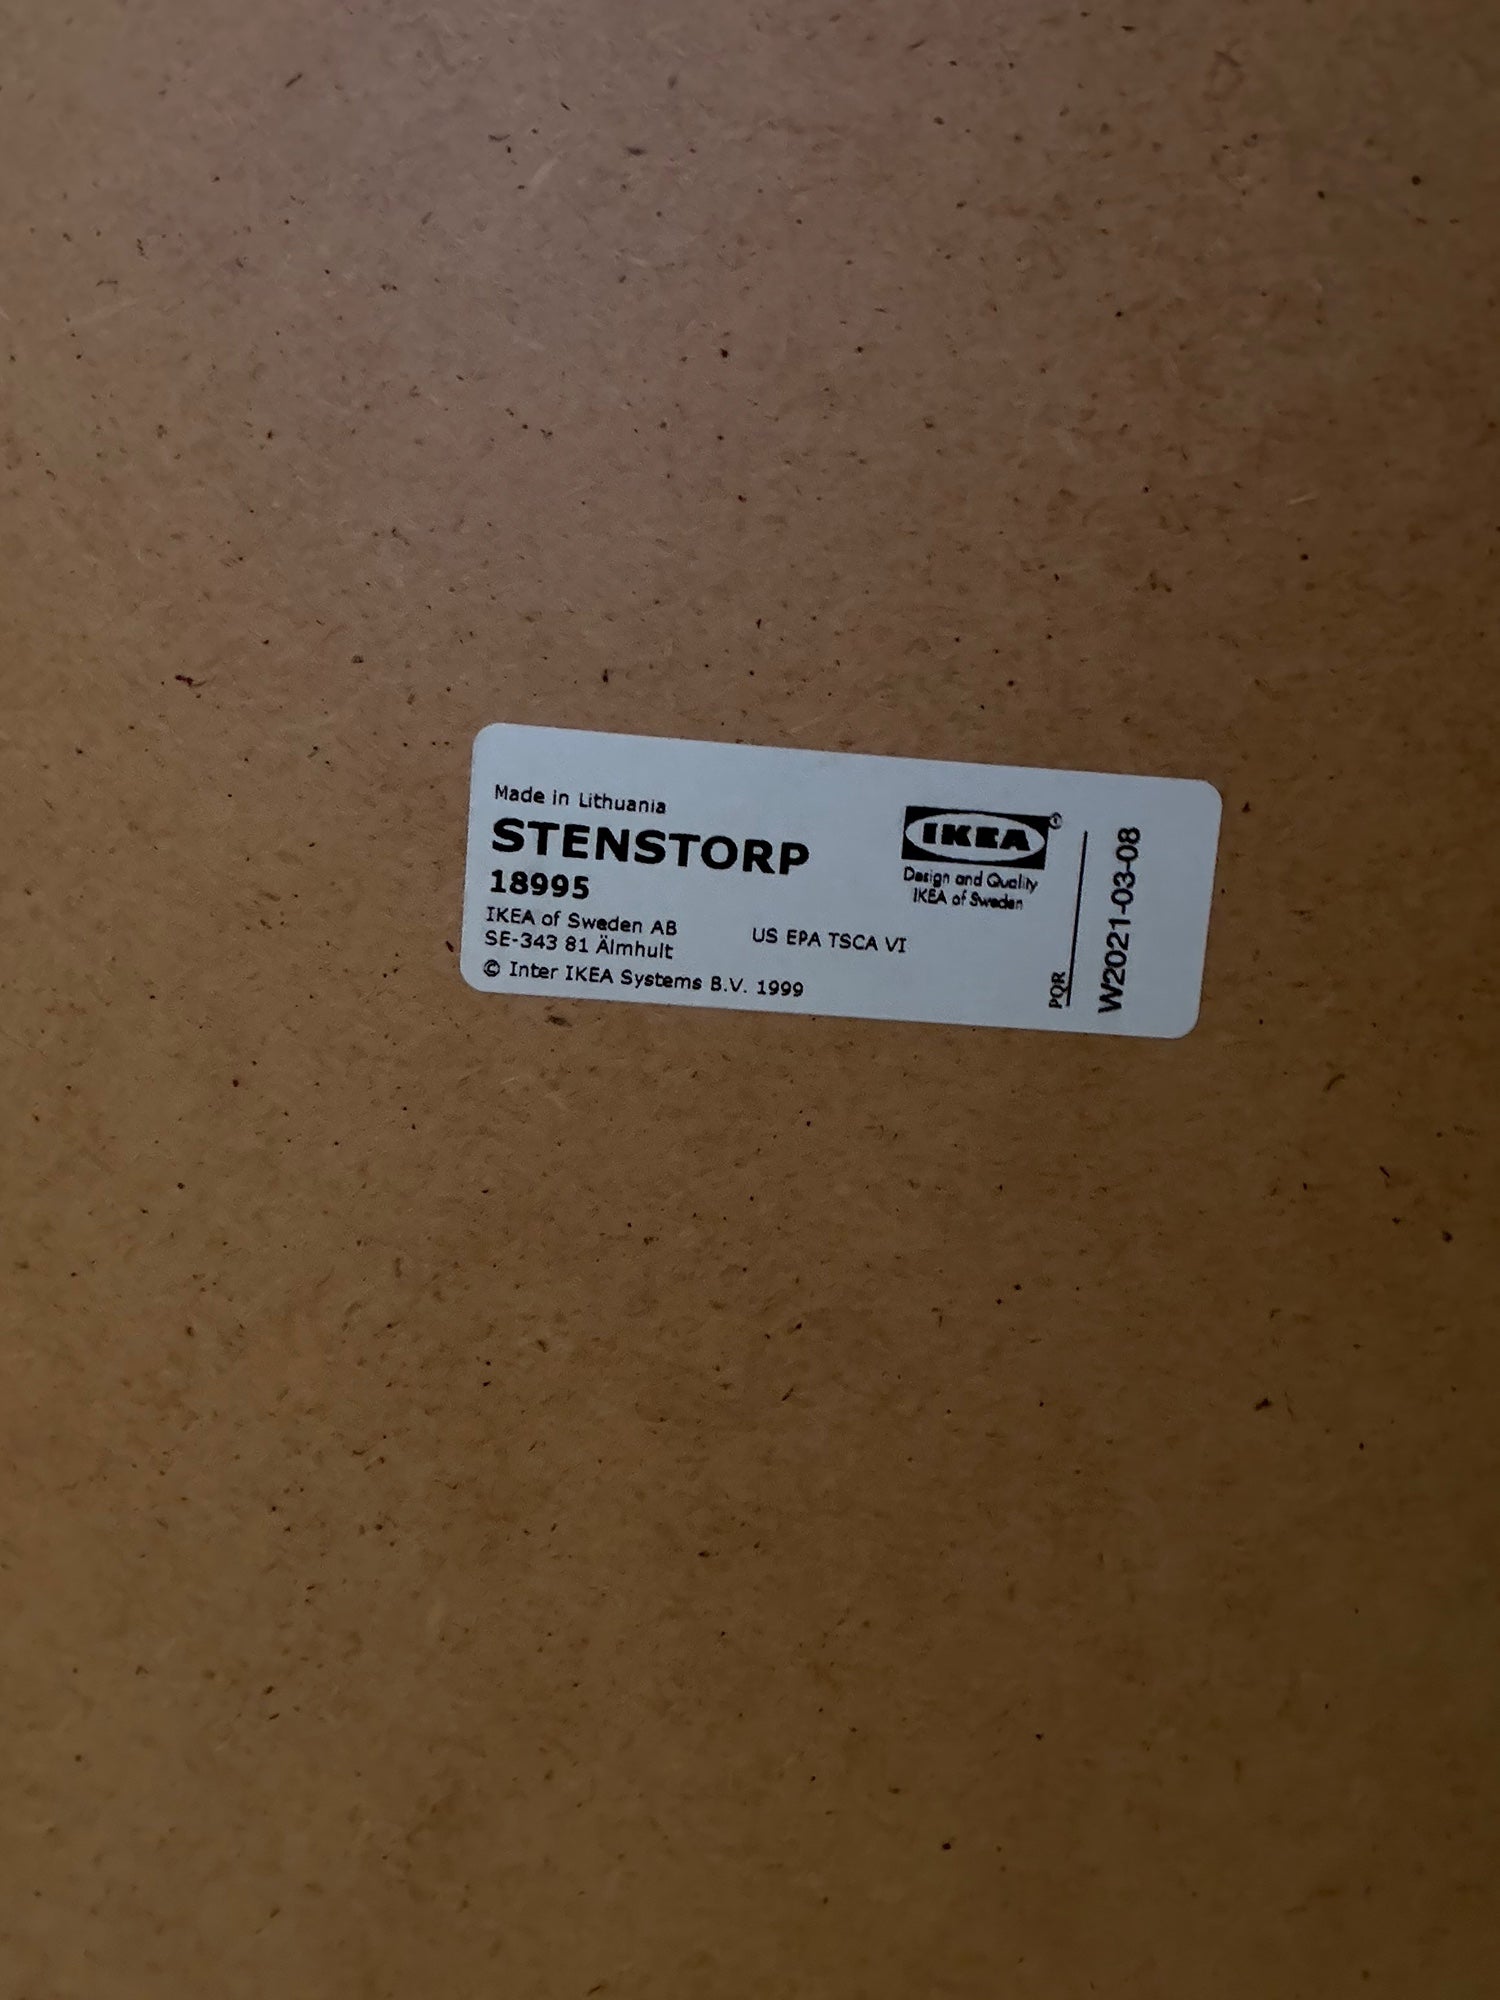 Made in Lithuania
STENSTORP
18995
IKEA of Sweden AB
SE-343 81 Älmhult
© Inter IKEA Systems B.V. 1999
US EPA TSCA VI
IKEA®
Design and Quality
IKEA of Sweden
PQR
W2021-03-08